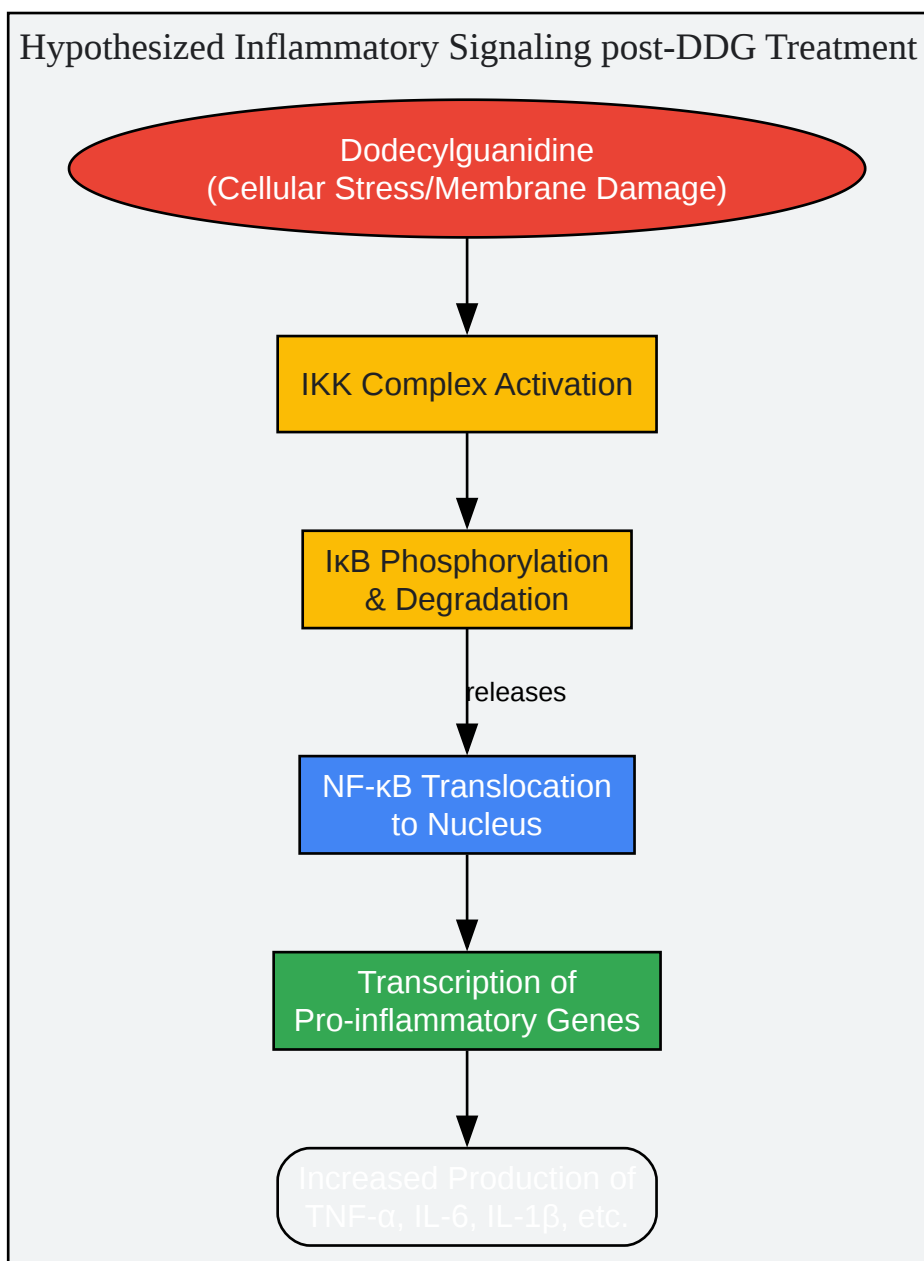 Hypothesized Inflammatory Signaling post-DDG Treatment
Dodecylguanidine
(Cellular Stress/Membrane Damage)
IKK Complex Activation
IκB Phosphorylation
& Degradation
releases
NF-κB Translocation
to Nucleus
Transcription of
Pro-inflammatory Genes
Increased Production of
TNF-α, IL-6, IL-1β, etc.